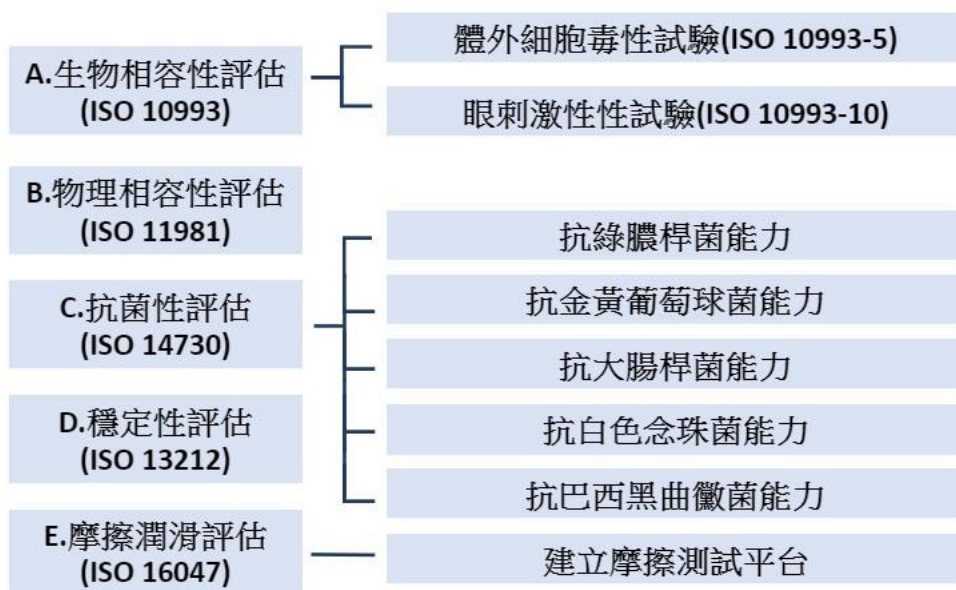 A.生物相容性評估
(ISO 10993)
體外細胞毒性試驗(ISO 10993-5)
眼刺激性性試驗(ISO 10993-10)
B.物理相容性評估
(ISO 11981)
C.抗菌性評估
(ISO 14730)
抗綠膿桿菌能力
抗金黃葡萄球菌能力
抗大腸桿菌能力
抗白色念珠菌能力
抗巴西黑曲黴菌能力
D.穩定性評估
(ISO 13212)
E.摩擦潤滑評估
(ISO 16047)
建立摩擦測試平台